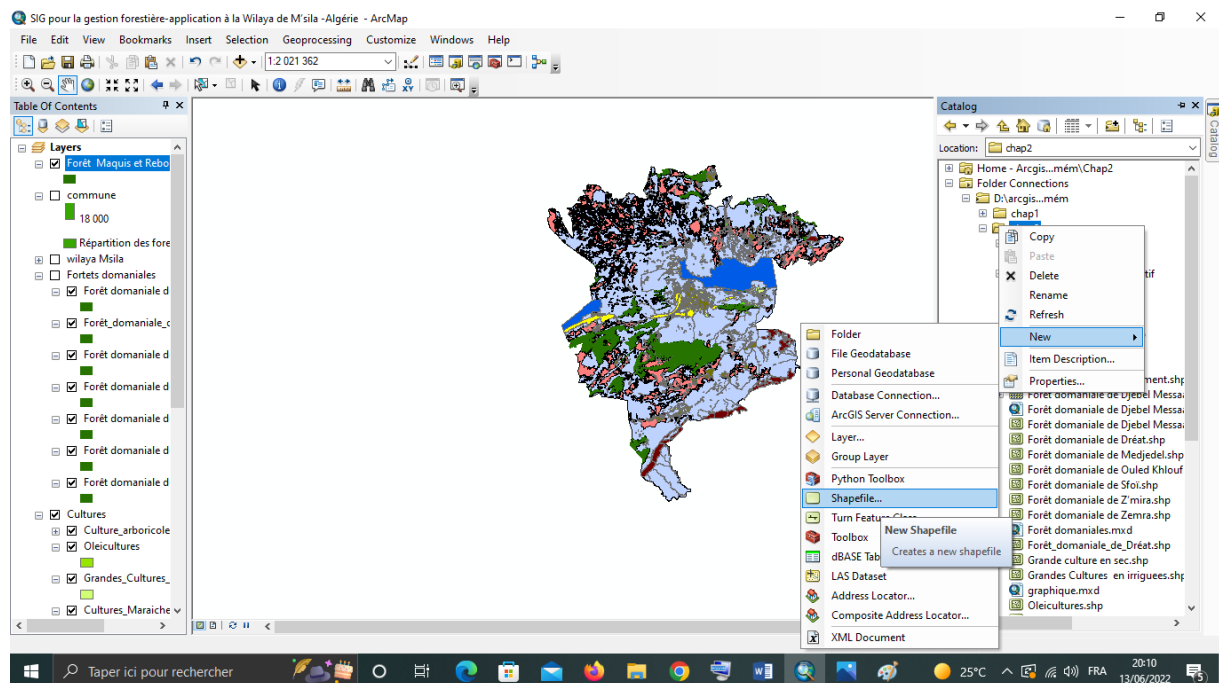 SIG pour la gestion forestière-application à la Wilaya de M'sila -Algérie - ArcMap
File Edit View Bookmarks Insert Selection Geoprocessing Customize Windows Help
1:2 021 362
Table Of Contents
Layers
Forêt Maquis et Rebo
commune
18 000
Répartition des fore
wilaya Msila
Fortets domaniales
Forêt domaniale d
Forêt_domaniale_d
Forêt domaniale d
Forêt domaniale d
Forêt domaniale d
Forêt domaniale d
Forêt domaniale d
Cultures
Culture_arboricole
Oleicultures
Grandes_Cultures_
Cultures_Maraiche
Catalog
Location: chap2
Home - Arcgis...mém\Chap2
Folder Connections
D:\arcgis...mém
chap1
tif
ment.shp
Forêt domaniale de Djebel Messa
Forêt domaniale de Djebel Messa
Forêt domaniale de Dréat.shp
Forêt domaniale de Medjedel.shp
Forêt domaniale de Ouled Khlouf
Forêt domaniale de Sfoï.shp
Forêt domaniale de Z'mira.shp
Forêt domaniale de Zemra.shp
Forêt domaniales.mxd
Forêt_domaniale_de_Dréat.shp
Grande culture en sec.shp
Grandes Cultures en irriguees.shp
graphique.mxd
Oleicultures.shp
Catalog
Copy
Paste
Delete
Rename
Refresh
New
Item Description...
Properties...
Folder
File Geodatabase
Personal Geodatabase
Database Connection...
ArcGIS Server Connection...
Layer...
Group Layer
Python Toolbox
Shapefile...
Turn Feature Class
Toolbox
dBASE Tab
LAS Dataset
Address Locator...
Composite Address Locator...
XML Document
New Shapefile
Creates a new shapefile
Taper ici pour rechercher
25°C
FRA
20:10
13/06/2022
5